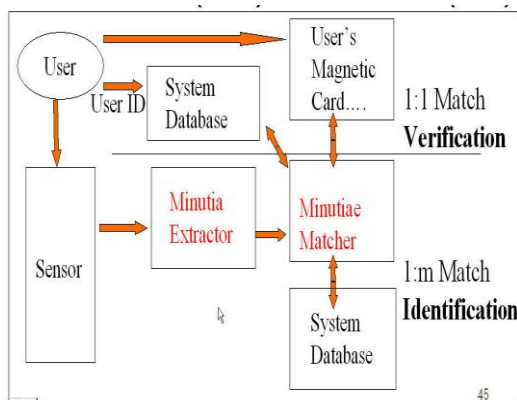 User
User ID
System
Database
User's
Magnetic
Card....
1:1 Match
Verification
Sensor
Minutia
Extractor
Minutiae
Matcher
1:m Match
Identification
System
Database
45